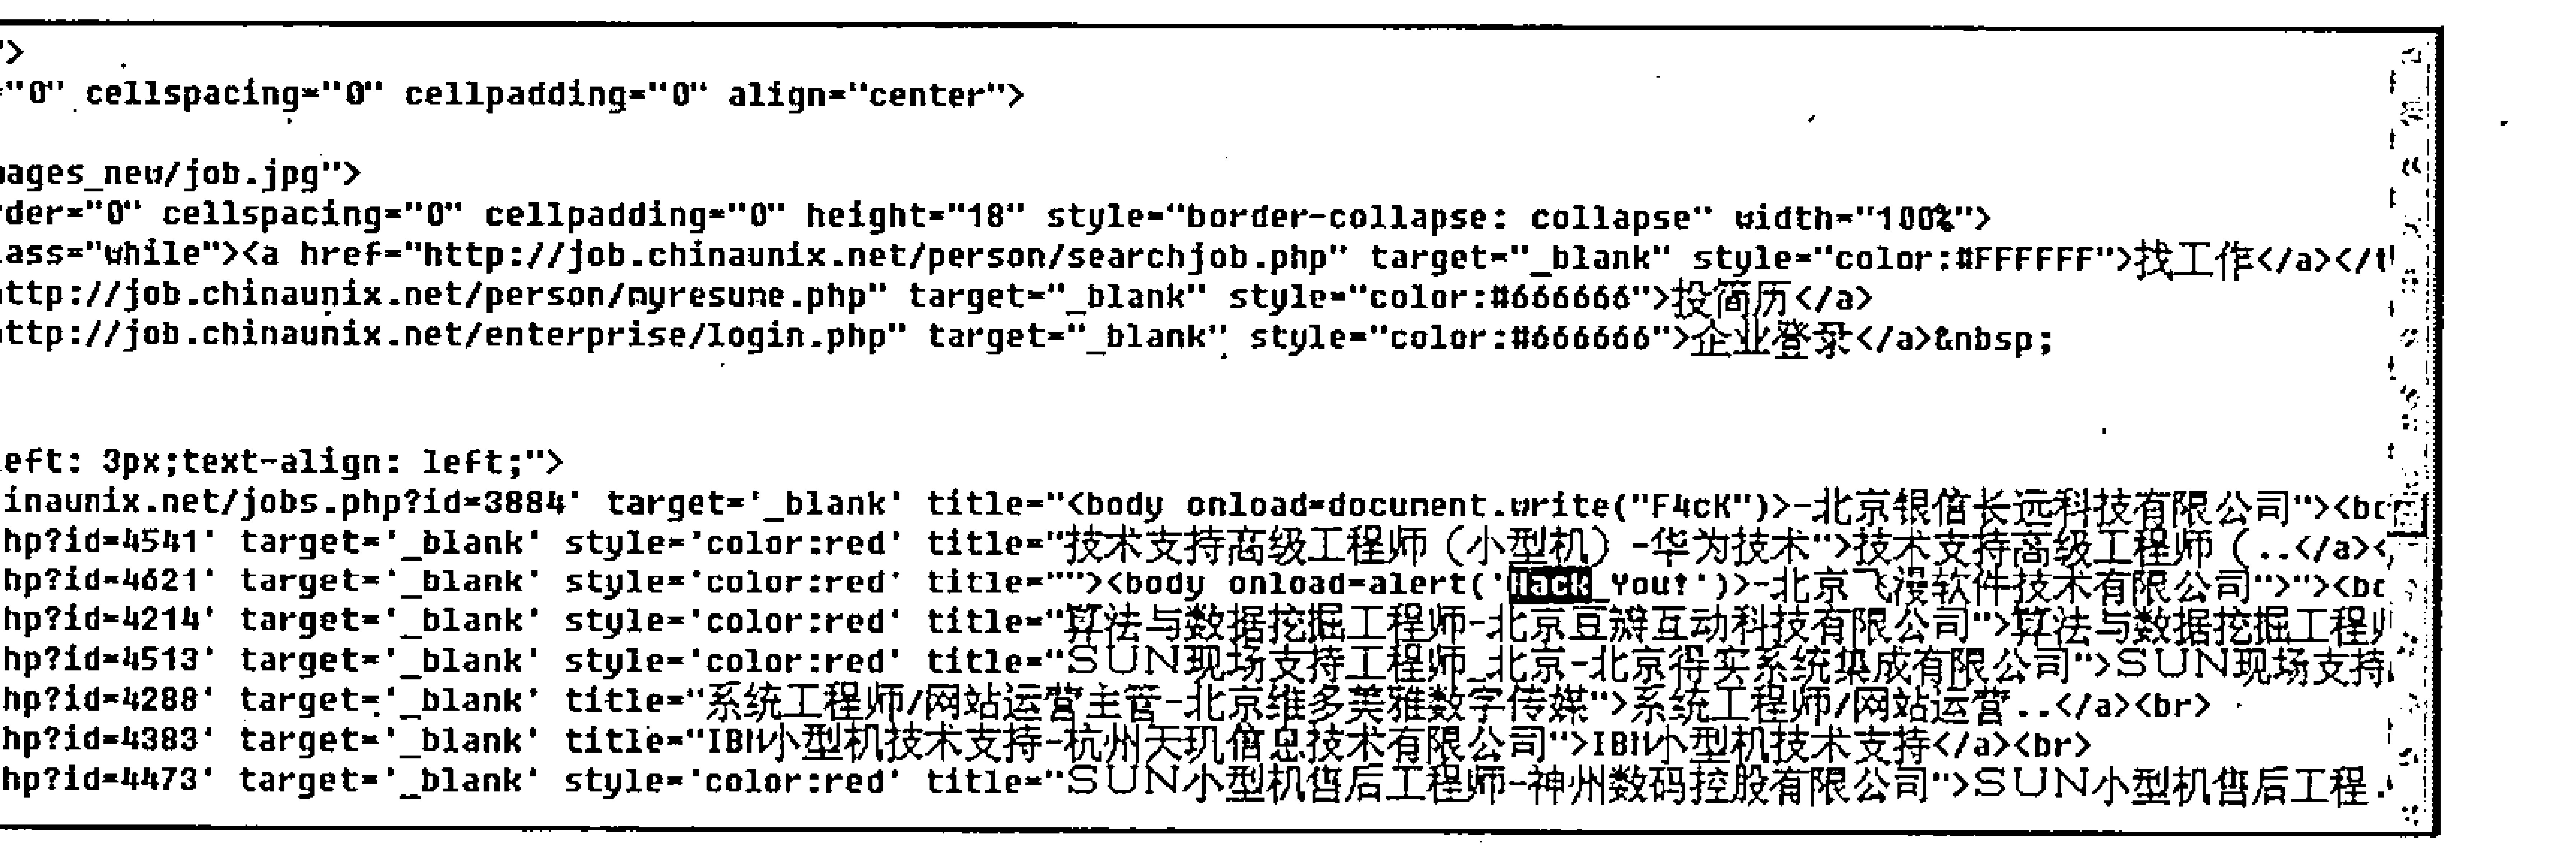 ">
="0" cellspacing="0" cellpadding="0" align="center">
ages_new/job.jpg">
der="0" cellspacing="0" cellpadding="0" height="18" style="border-collapse: collapse" width="100%">
ass="while"><a href="http://job.chinaunix.net/person/searchjob.php" target="_blank" style="color:#FFFFFF">找工作</a></t
ttp://job.chinaunix.net/person/myresume.php" target="_blank" style="color:#666666">投简历</a>
ttp://job.chinaunix.net/enterprise/login.php" target="_blank" style="color:#666666">企业登录</a>&nbsp;
eft: 3px;text-align: left;">
inaunix.net/jobs.php?id=3884' target='_blank' title="<body onload=document.write("F4cK")>-北京银信长远科技有限公司"><bo
hp?id=4541' target='_blank' style='color:red' title="技术支持高级工程师（小型机）-华为技术">技术支持高级工程师（..</a><
hp?id=4621' target='_blank' style='color:red' title=""><body onload=alert('Hack_You!')>-北京飞漫软件技术有限公司">"><bo
hp?id=4214' target='_blank' style='color:red' title="算法与数据挖掘工程师-北京豆瓣互动科技有限公司">算法与数据挖掘工程师
hp?id=4513' target='_blank' style='color:red' title="SUN现场支持工程师_北京-北京得实系统集成有限公司">SUN现场支持
hp?id=4288' target='_blank' title="系统工程师/网站运营主管-北京维多美雅数字传媒">系统工程师/网站运营..</a><br>
hp?id=4383' target='_blank' title="IBM小型机技术支持-杭州天玑信息技术有限公司">IBM小型机技术支持</a><br>
hp?id=4473' target='_blank' style='color:red' title="SUN小型机售后工程师-神州数码控股有限公司">SUN小型机售后工程.